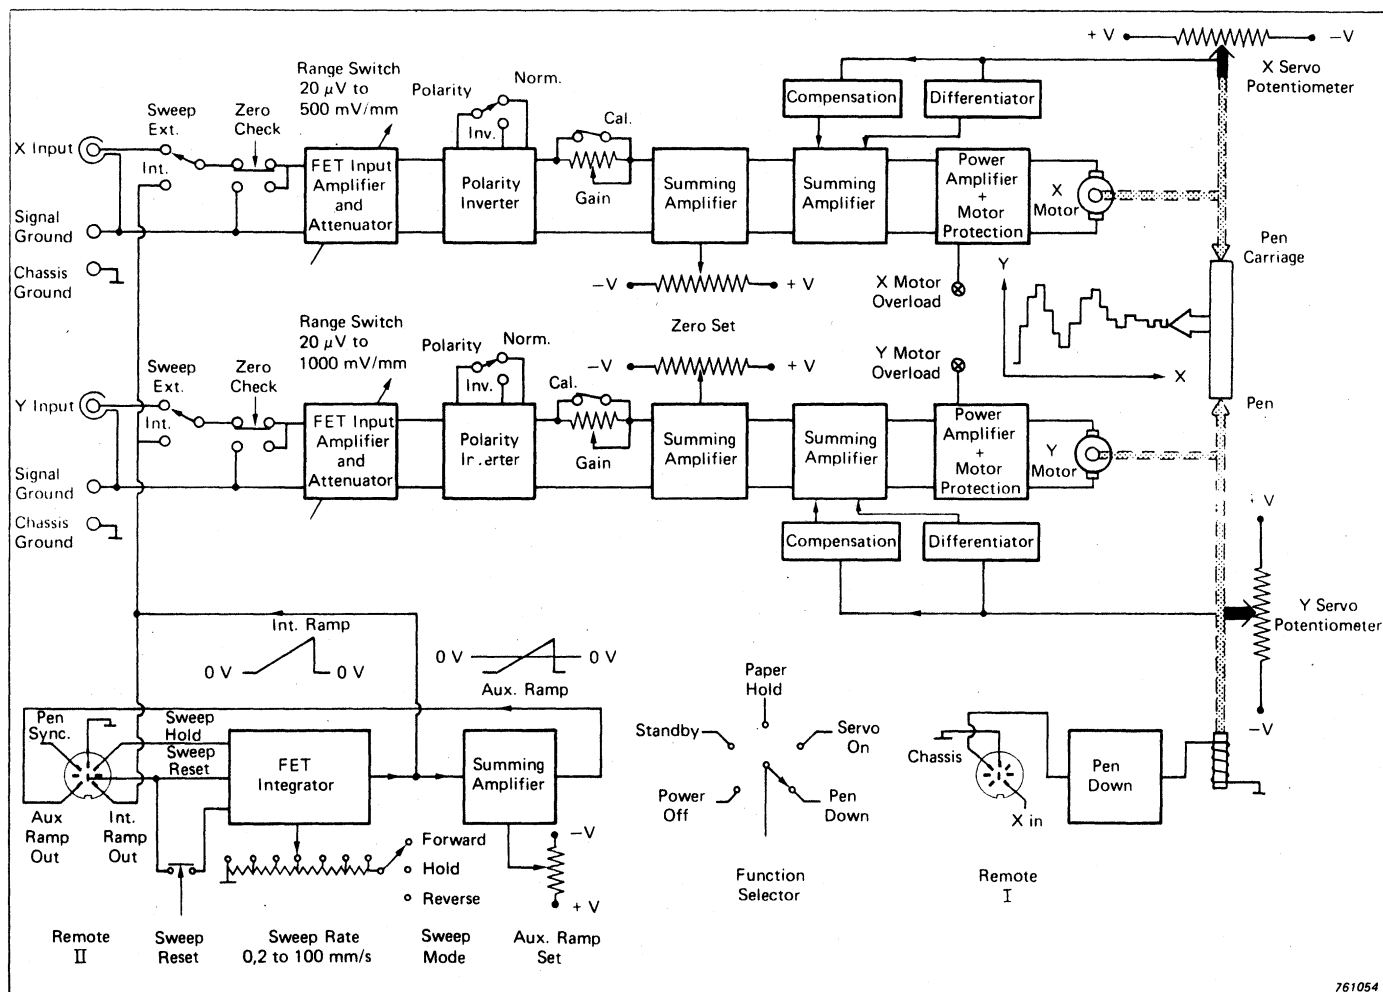 + V
−V
X Servo
Potentiometer
Compensation
Differentiator
Range Switch
20 μV to
500 mV/mm
Polarity
Norm.
Inv.
Cal.
Gain
Sweep
Ext.
Int.
Zero
Check
X Input
Signal
Ground
Chassis
Ground
FET Input
Amplifier
and
Attenuator
Polarity
Inverter
Summing
Amplifier
Summing
Amplifier
Power
Amplifier
+
Motor
Protection
X
Motor
Pen
Carriage
−V
+ V
X Motor
Overload
Zero Set
Y
X
Range Switch
20 μV to
1000 mV/mm
Polarity
Norm.
Inv.
−V
+ V
Y Motor
Overload
Sweep
Ext.
Int.
Zero
Check
Cal.
Gain
Y Input
Signal
Ground
Chassis
Ground
FET Input
Amplifier
and
Attenuator
Polarity
Summing
Amplifier
Summing
Amplifier
Power
Amplifier
+
Motor
Protection
Y
Motor
Pen
Compensation
Differentiator
+ V
Y Servo
Potentiometer
−V
Int. Ramp
0 V
0 V
0 V
0 V
Aux. Ramp
Pen
Sync.
Sweep
Hold
Sweep
Reset
FET
Integrator
Summing
Amplifier
Aux
Ramp
Out
Int.
Ramp
Out
Forward
Hold
Reverse
−V
+ V
Remote
II
Sweep
Reset
Sweep Rate
0,2 to 100 mm/s
Sweep
Mode
Aux. Ramp
Set
Paper
Hold
Standby
Servo
On
Power
Off
Pen
Down
Function
Selector
Chassis
X in
Pen
Down
Remote
I
761054